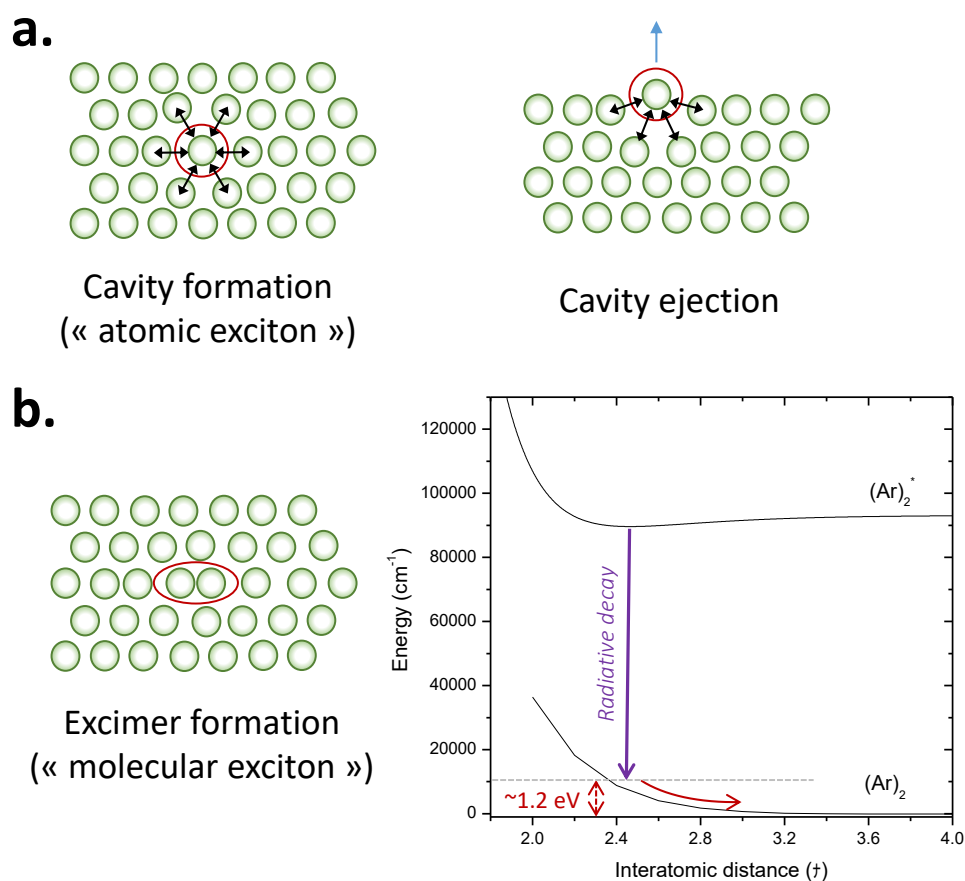 a.
Cavity formation
(« atomic exciton »)
Cavity ejection
b.
Excimer formation
(« molecular exciton »)
Energy (cm⁻¹)
120000
100000
80000
60000
40000
20000
0
(Ar)₂*
Radiative decay
~1.2 eV
(Ar)₂
2.0 2.4 2.8 3.2 3.6 4.0
Interatomic distance (†)